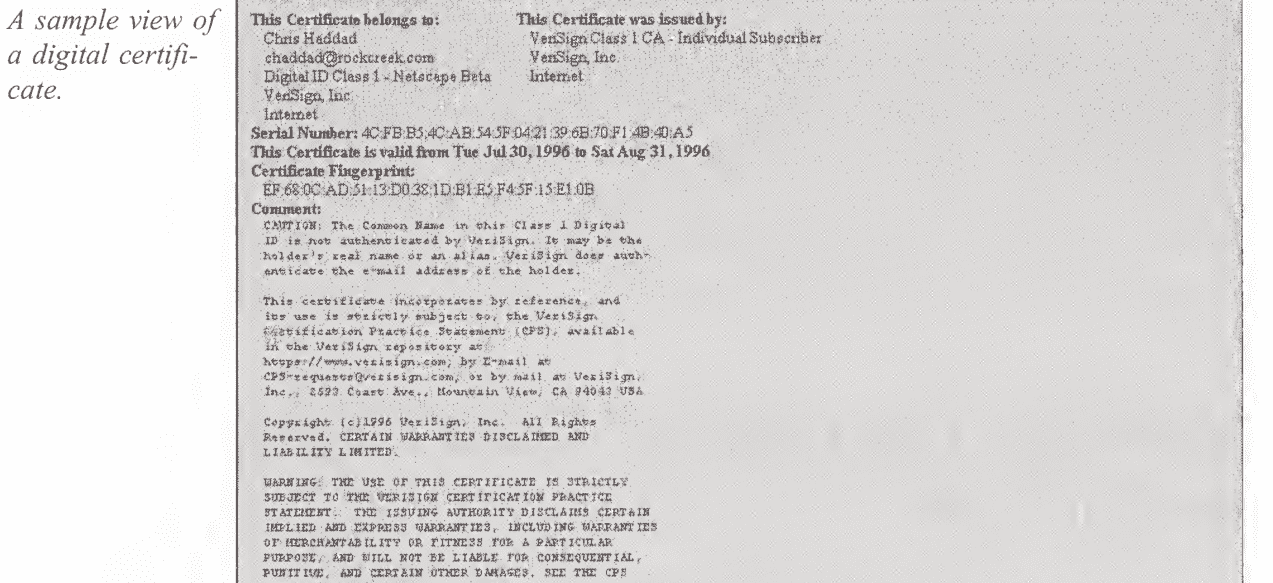 A sample view of
a digital certifi-
cate.
This Certificate belongs to:
Chris Haddad
chaddad@rockcreek.com
Digital ID Class 1 - Netscape Beta
VeriSign, Inc.
Internet
This Certificate was issued by:
VeriSign Class 1 CA - Individual Subscriber
VeriSign, Inc.
Internet
Serial Number: 4C:FB:B5:4C:AB:54:5F:04:21:39:6B:70:F1:4B:40:A5
This Certificate is valid from Tue Jul 30, 1996 to Sat Aug 31, 1996
Certificate Fingerprint:
EF:68:0C:AD:51:13:D0:38:1D:B1:E5:F4:5F:15:E1:0B
Comment:
CAUTION: The Common Name in this Class 1 Digital
ID is not authenticated by VeriSign. It may be the
holder's real name or an alias. VeriSign does auth-
enticate the e-mail address of the holder.
This certificate incorporates by reference, and
its use is strictly subject to, the VeriSign
Certification Practice Statement (CPS), available
in the VeriSign repository at:
https://www.verisign.com; by E-mail at
CPS-requests@verisign.com; or by mail at VeriSign,
Inc., 2593 Coast Ave., Mountain View, CA 94043 USA
Copyright (c)1996 VeriSign, Inc. All Rights
Reserved. CERTAIN WARRANTIES DISCLAIMED AND
LIABILITY LIMITED.
WARNING: THE USE OF THIS CERTIFICATE IS STRICTLY
SUBJECT TO THE VERISIGN CERTIFICATION PRACTICE
STATEMENT. THE ISSUING AUTHORITY DISCLAIMS CERTAIN
IMPLIED AND EXPRESS WARRANTIES, INCLUDING WARRANTIES
OF MERCHANTABILITY OR FITNESS FOR A PARTICULAR
PURPOSE, AND WILL NOT BE LIABLE FOR CONSEQUENTIAL,
PUNITIVE, AND CERTAIN OTHER DAMAGES. SEE THE CPS